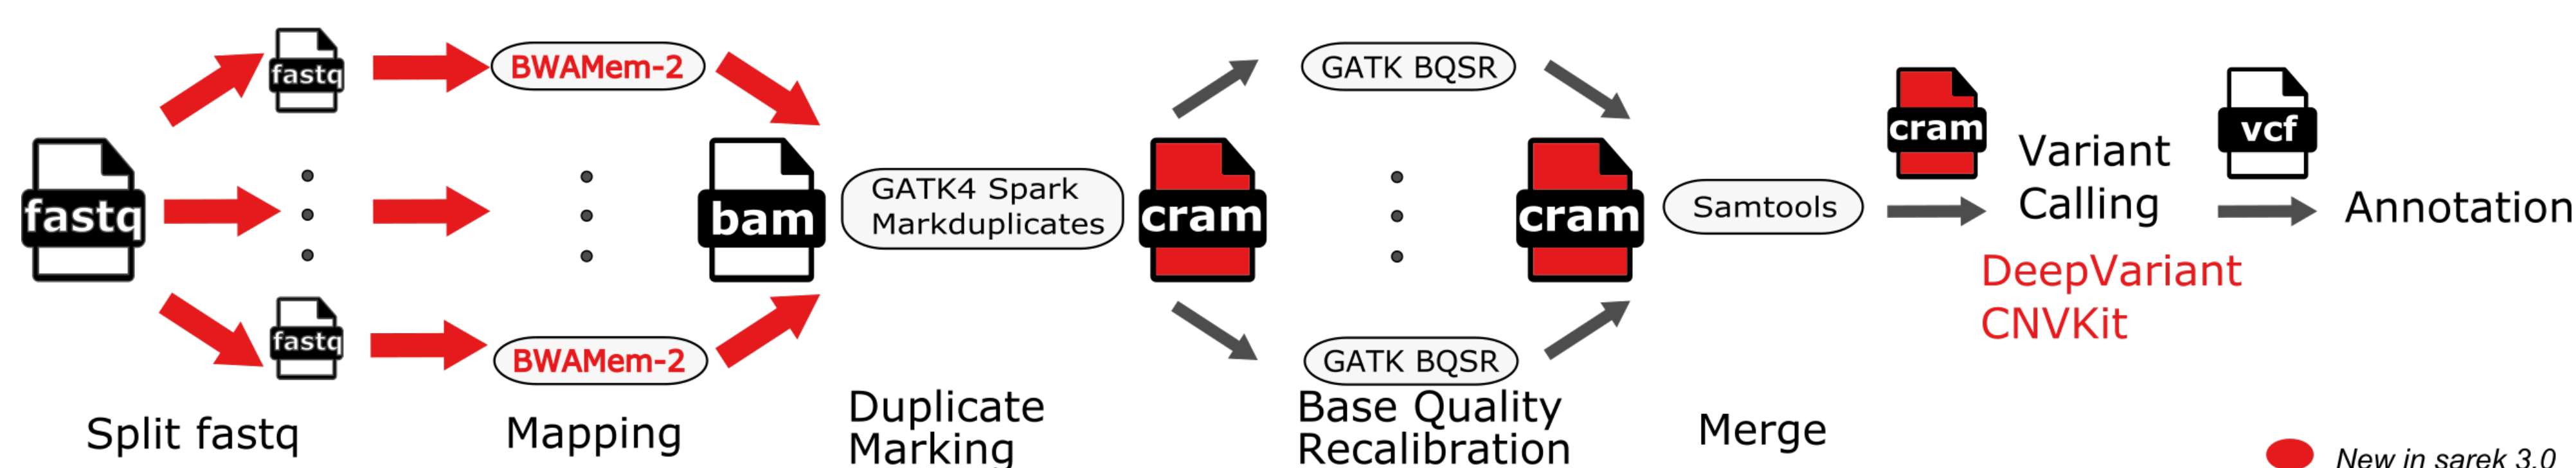 fastq
fastq
fastq
BWAMem-2
BWAMem-2
bam
GATK4 Spark
Markduplicates
cram
GATK BQSR
GATK BQSR
cram
Samtools
cram
Variant
Calling
DeepVariant
CNVKit
vcf
Annotation
Split fastq
Mapping
Duplicate
Marking
Base Quality
Recalibration
Merge
New in sarek 3.0